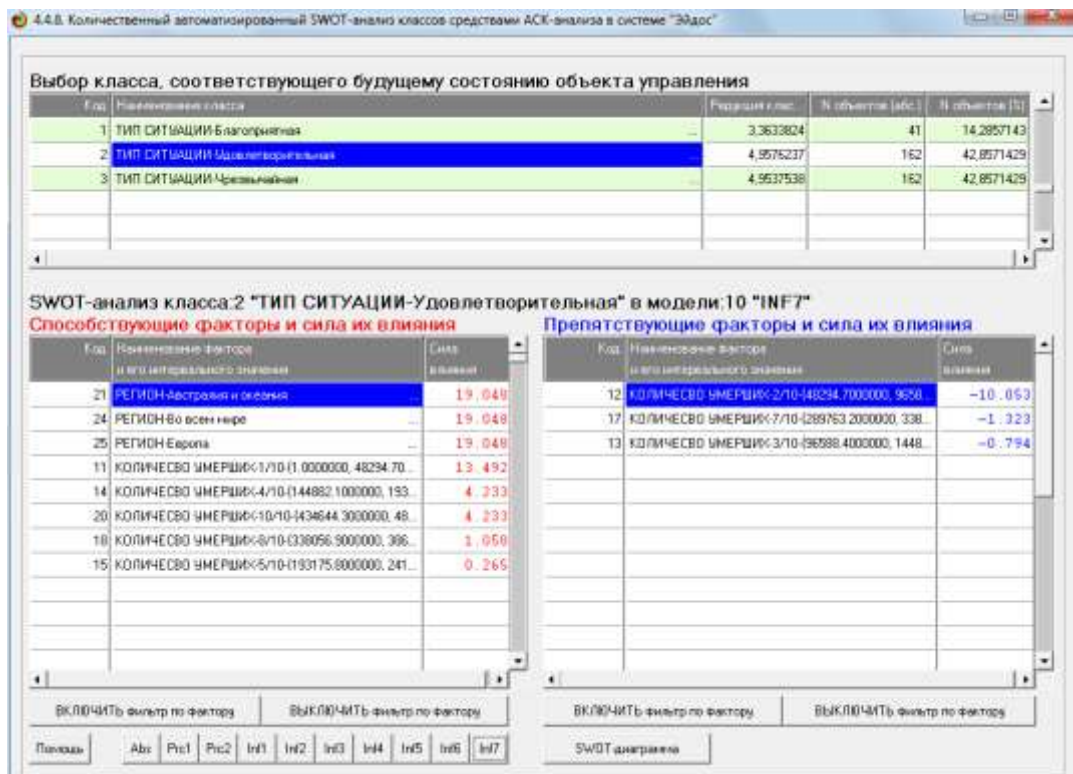 4.4.8. Количественный автоматизированный SWOT-анализ классов средствами АСК-анализа в системе "Эйдос"
Выбор класса, соответствующего будущему состоянию объекта управления
Код Наименование класса Редукция клас... N объектов (абс.) N объектов (%)
1 ТИП СИТУАЦИИ-Благоприятная ... 3,3633824 41 14,2857143
2 ТИП СИТУАЦИИ-Удовлетворительная ... 4,9576237 162 42,8571429
3 ТИП СИТУАЦИИ-Чрезвычайная ... 4,9537538 162 42,8571429
SWOT-анализ класса:2 "ТИП СИТУАЦИИ-Удовлетворительная" в модели:10 "INF7"
Способствующие факторы и сила их влияния
Код Наименование фактора и его интервального значения Сила влияния
21 РЕГИОН-Австралия и океания ... 19.048
24 РЕГИОН-Во всем мире ... 19.048
25 РЕГИОН-Европа ... 19.048
11 КОЛИЧЕСВО УМЕРШИХ-1/10-{1.0000000, 48294.70... 13.492
14 КОЛИЧЕСВО УМЕРШИХ-4/10-{144882.1000000, 193... 4.233
20 КОЛИЧЕСВО УМЕРШИХ-10/10-{434644.3000000, 48... 4.233
18 КОЛИЧЕСВО УМЕРШИХ-8/10-{338056.9000000, 386... 1.058
15 КОЛИЧЕСВО УМЕРШИХ-5/10-{193175.8000000, 241... 0.265
Препятствующие факторы и сила их влияния
Код Наименование фактора и его интервального значения Сила влияния
12 КОЛИЧЕСВО УМЕРШИХ-2/10-{48294.7000000, 9658... -10.053
17 КОЛИЧЕСВО УМЕРШИХ-7/10-{289763.2000000, 338... -1.323
13 КОЛИЧЕСВО УМЕРШИХ-3/10-{96588.4000000, 1448... -0.794
ВКЛЮЧИТЬ фильтр по фактору ВЫКЛЮЧИТЬ фильтр по фактору ВКЛЮЧИТЬ фильтр по фактору ВЫКЛЮЧИТЬ фильтр по фактору
Помощь Abs Prc1 Prc2 Inf1 Inf2 Inf3 Inf4 Inf5 Inf6 Inf7 SWOT-диаграмма